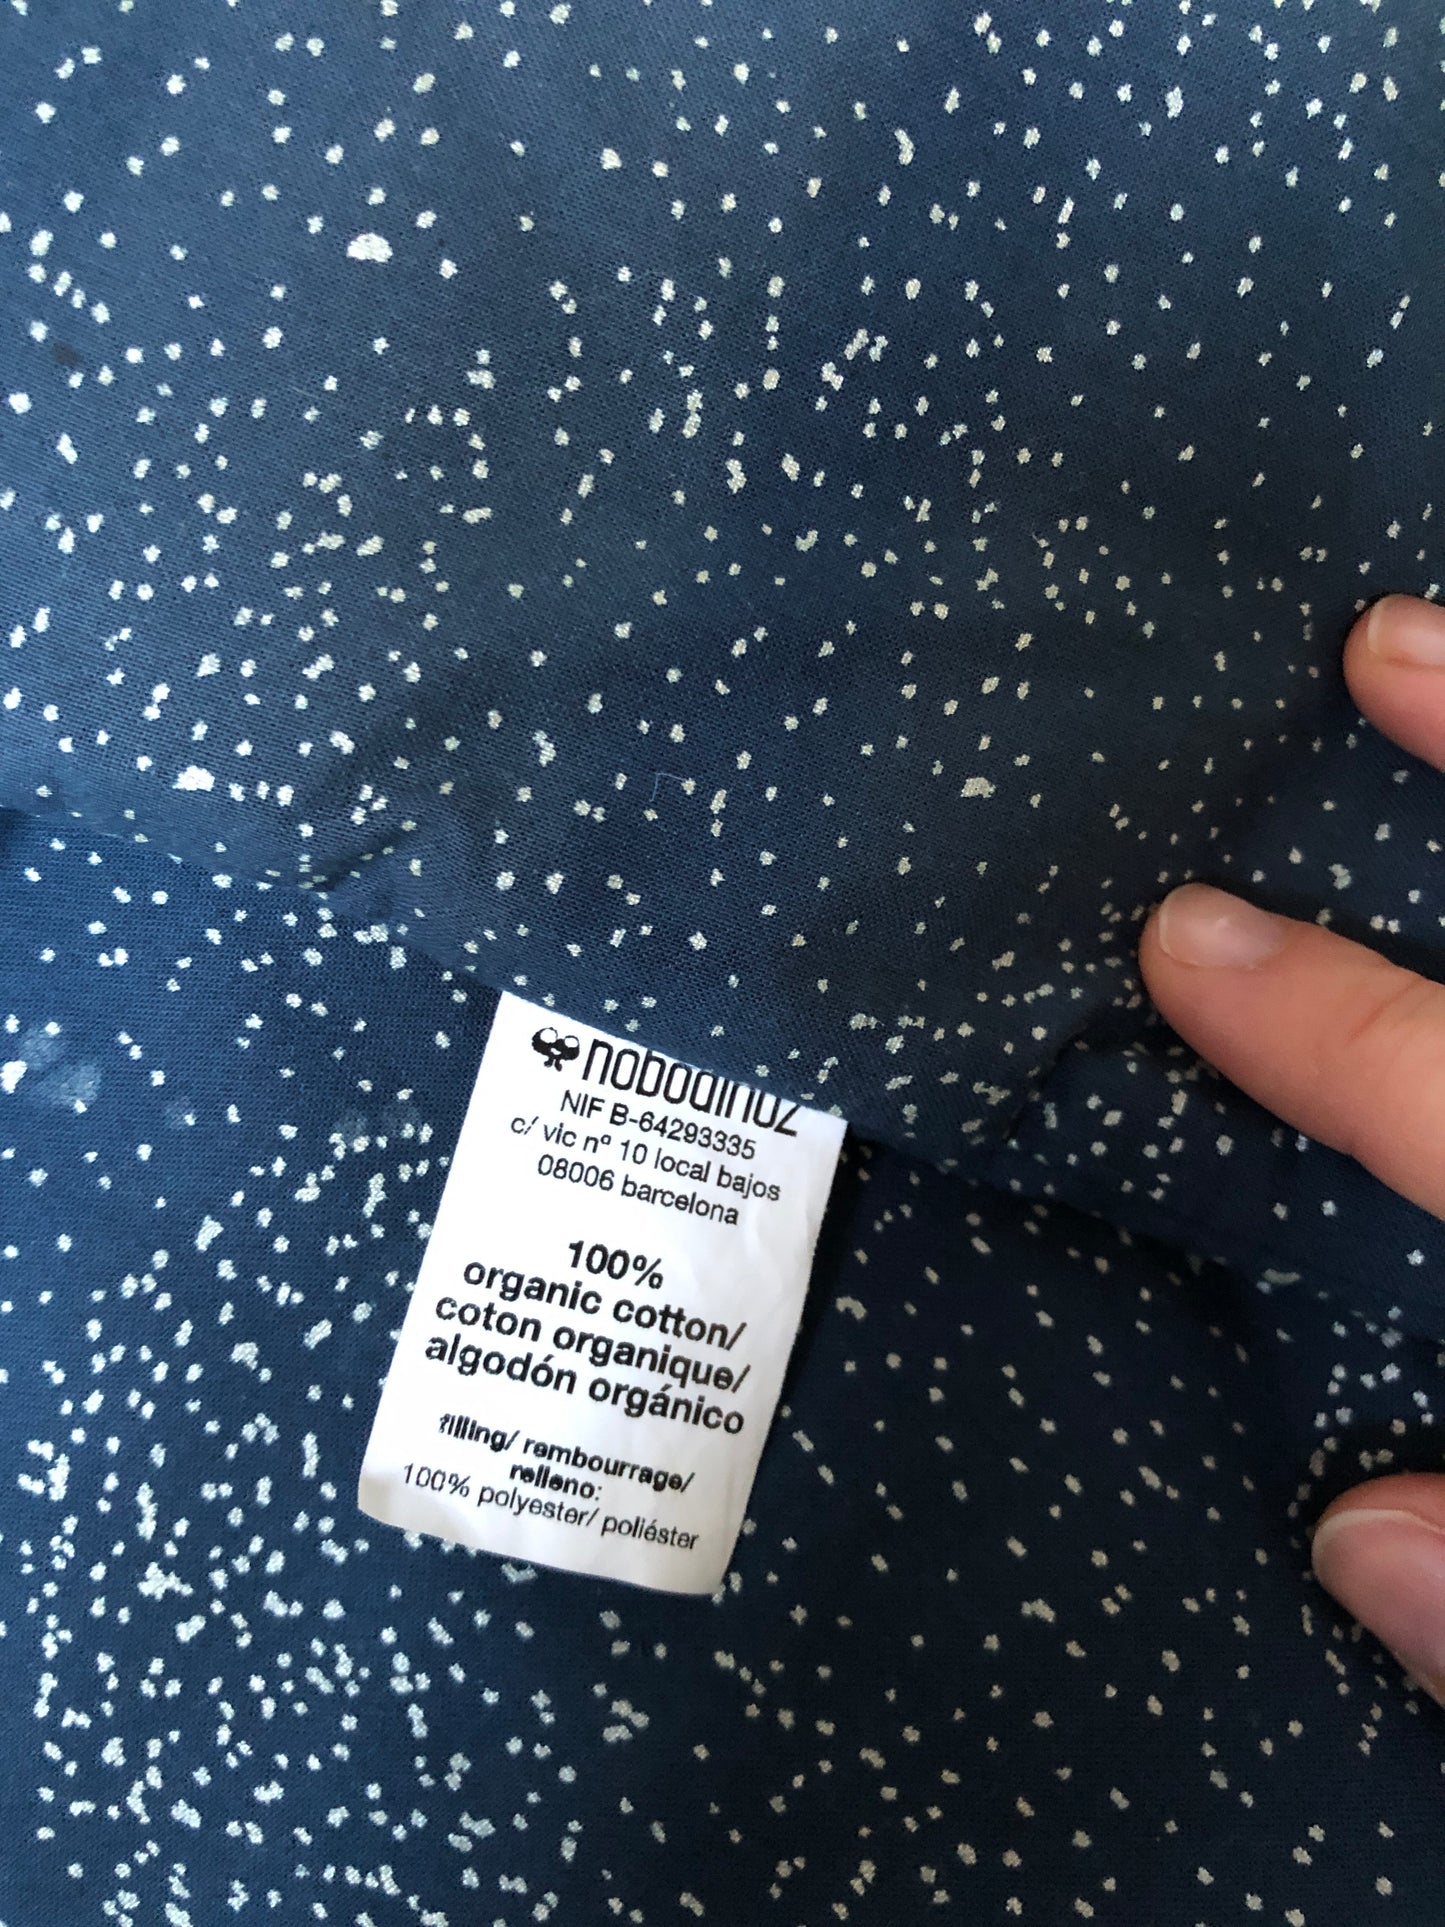 nobodinoz
NIF B-64293335
c/ vic nº 10 local bajos
08006 barcelona
100%
organic cotton/
coton organique/
algodón orgánico
filling/ rembourrage/
relleno:
100% polyester/ poliéster